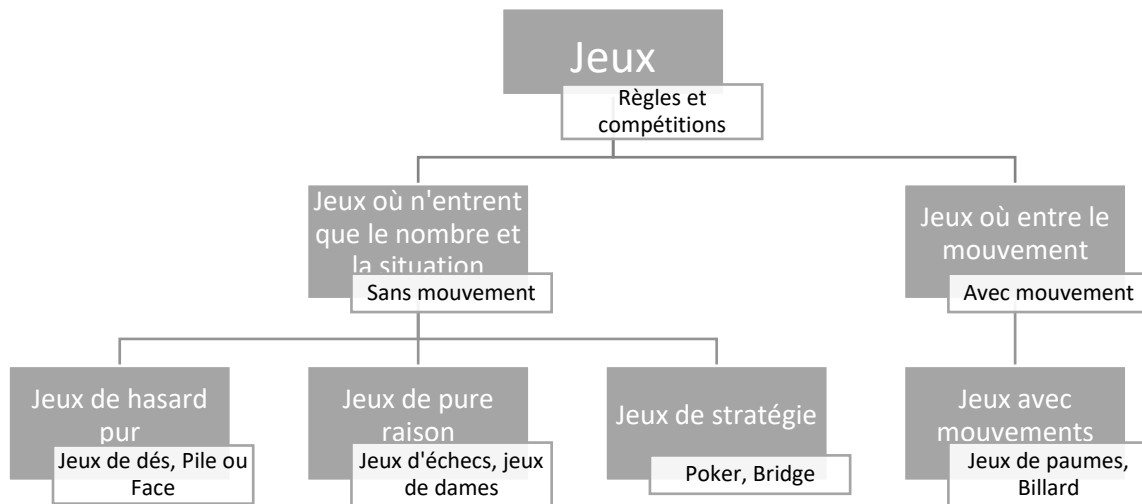 Jeux
Règles et
compétitions
Jeux où n'entrent
que le nombre et
la situation
Sans mouvement
Jeux où entre le
mouvement
Avec mouvement
Jeux de hasard
pur
Jeux de dés, Pile ou
Face
Jeux de pure
raison
Jeux d'échecs, jeux
de dames
Jeux de stratégie
Poker, Bridge
Jeux avec
mouvements
Jeux de paumes,
Billard